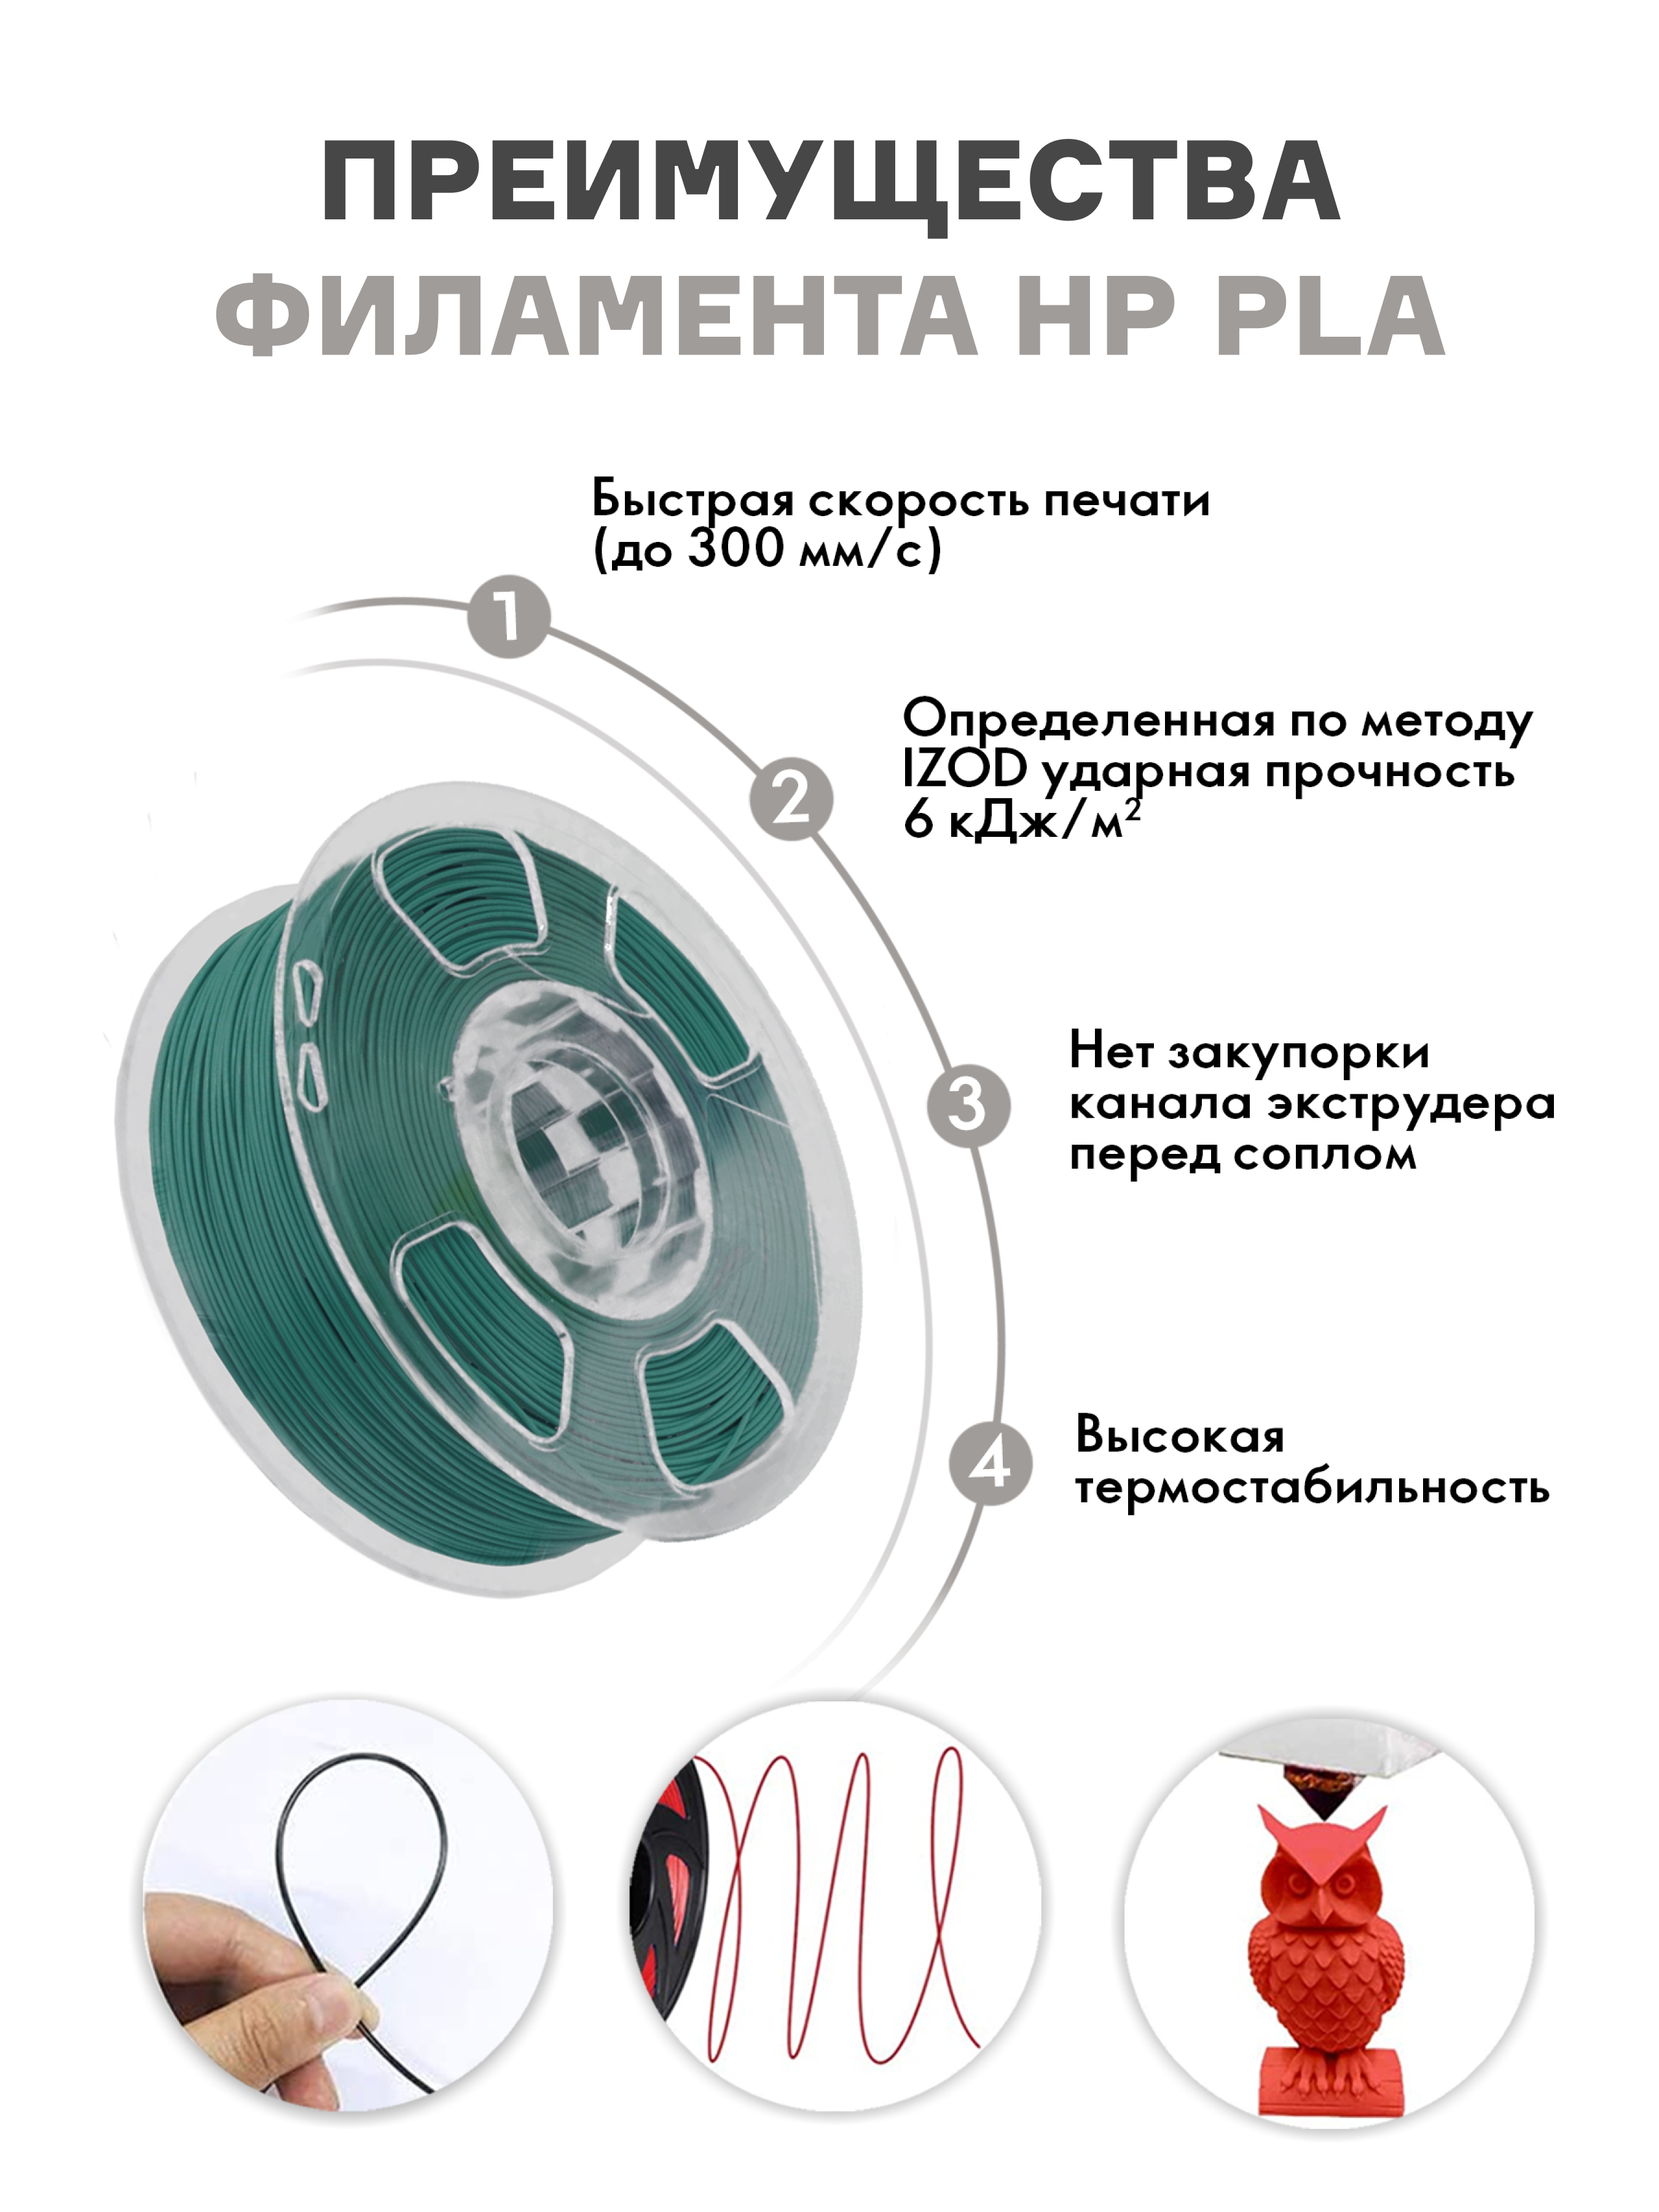 ПРЕИМУЩЕСТВА
ФИЛАМЕНТА HP PLA
Быстрая скорость печати
(до 300 мм/с)
1
Определенная по методу
IZOD ударная прочность
6 кДж/м²
2
Нет закупорки
канала экструдера
перед соплом
3
Высокая
термостабильность
4